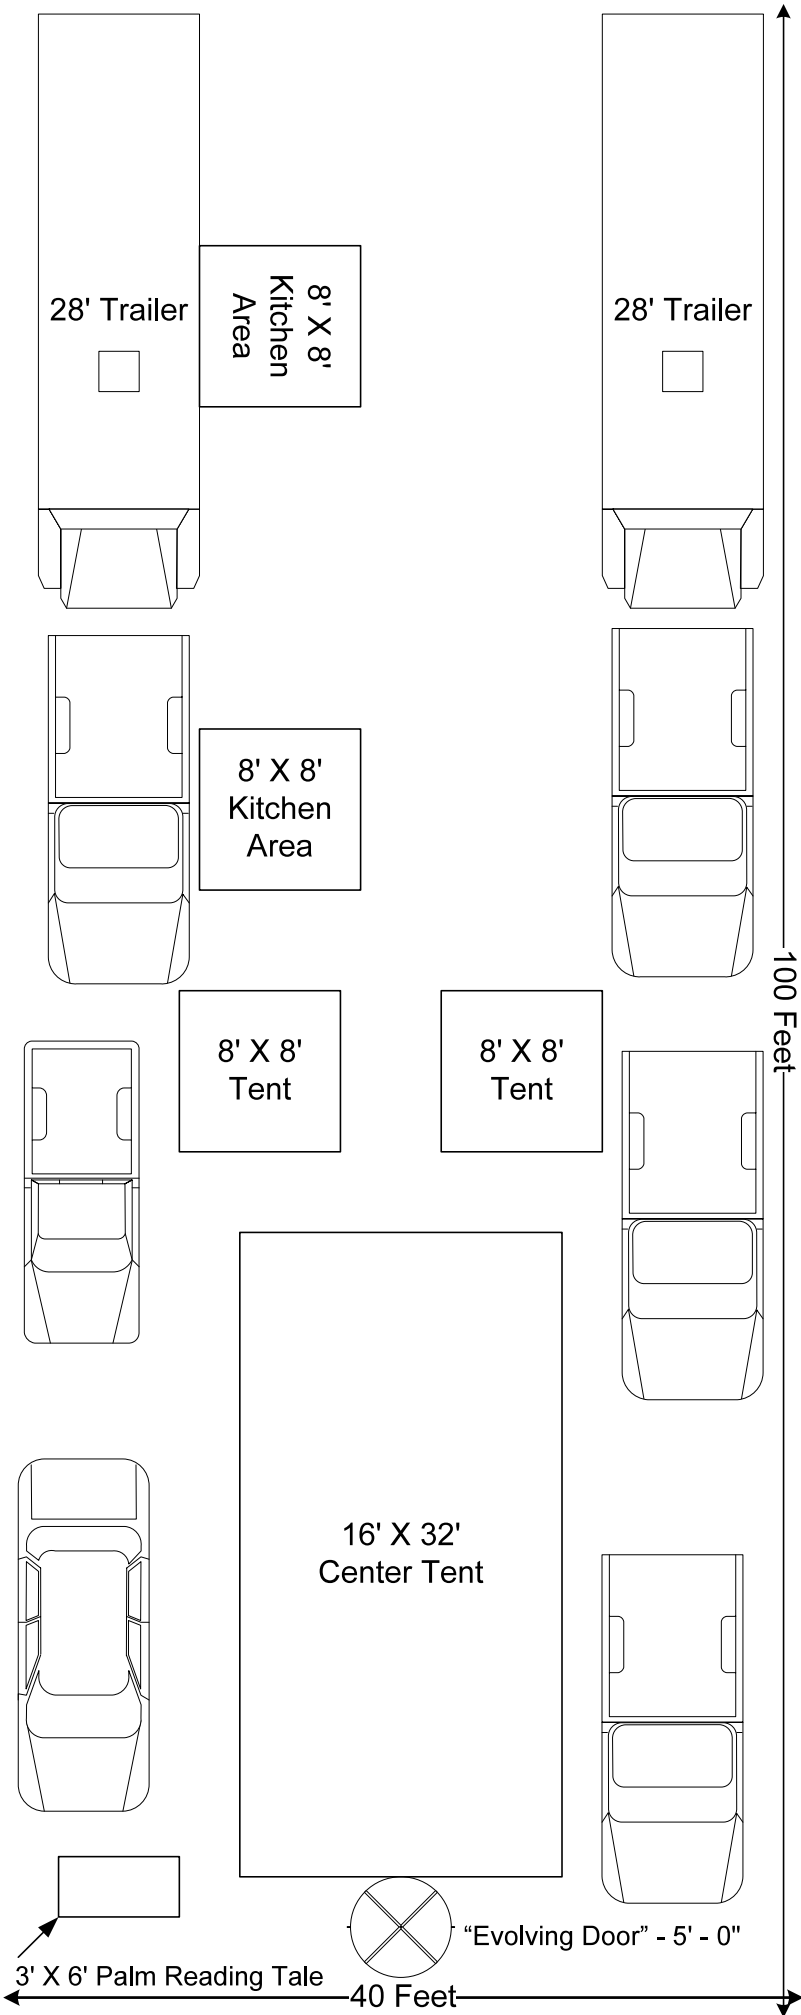 28' Trailer
8' X 8'
Kitchen
Area
28' Trailer
8' X 8'
Kitchen
Area
100 Feet
8' X 8'
Tent
8' X 8'
Tent
16' X 32'
Center Tent
“Evolving Door” - 5' - 0"
3' X 6' Palm Reading Tale
40 Feet